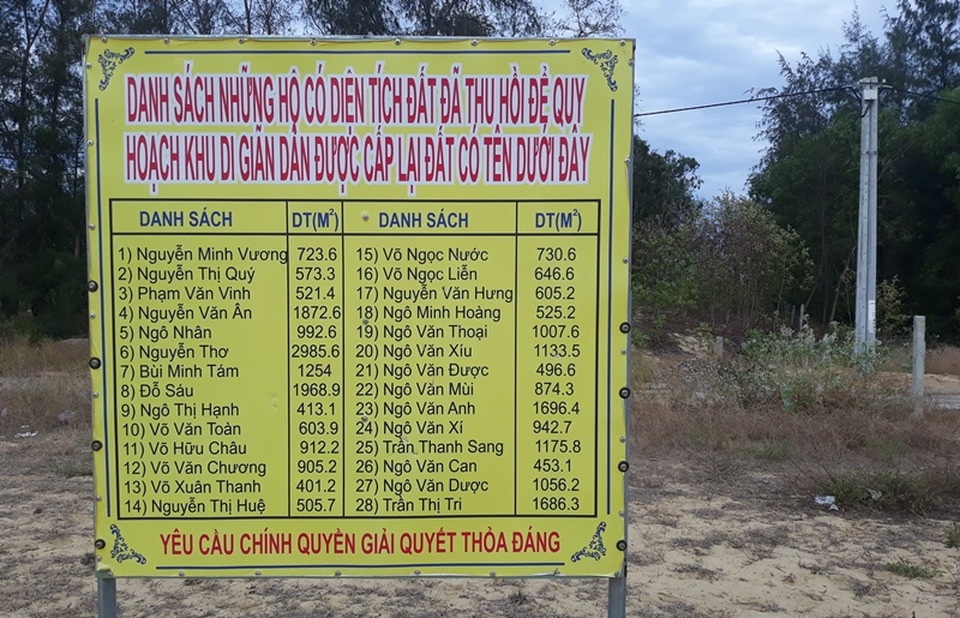 DANH SÁCH NHỮNG HỘ CÓ DIỆN TÍCH ĐẤT ĐÃ THU HỒI ĐỂ QUY
HOẠCH KHU DI GIÃN DẦN ĐƯỢC CẤP LẠI ĐẤT CÓ TÊN DƯỚI ĐÂY
DANH SÁCH DT(M²) DANH SÁCH DT(M²)
1) Nguyễn Minh Vương 723.6 15) Võ Ngọc Nước 730.6
2) Nguyễn Thị Quý 573.3 16) Võ Ngọc Liễn 646.6
3) Phạm Văn Vinh 521.4 17) Nguyễn Văn Hưng 605.2
4) Nguyễn Văn Ân 1872.6 18) Ngô Minh Hoàng 525.2
5) Ngô Nhân 992.6 19) Ngô Văn Thoại 1007.6
6) Nguyễn Thơ 2985.6 20) Ngô Văn Xíu 1133.5
7) Bùi Minh Tám 1254 21) Ngô Văn Được 496.6
8) Đỗ Sáu 1968.9 22) Ngô Văn Mùi 874.3
9) Ngô Thị Hạnh 413.1 23) Ngô Văn Anh 1696.4
10) Võ Văn Toàn 603.9 24) Ngô Văn Xí 942.7
11) Võ Hữu Châu 912.2 25) Trần Thanh Sang 1175.8
12) Võ Văn Chương 905.2 26) Ngô Văn Can 453.1
13) Võ Xuân Thanh 401.2 27) Ngô Văn Dược 1056.2
14) Nguyễn Thị Huệ 505.7 28) Trần Thị Tri 1686.3
YÊU CẦU CHÍNH QUYỀN GIẢI QUYẾT THỎA ĐÁNG